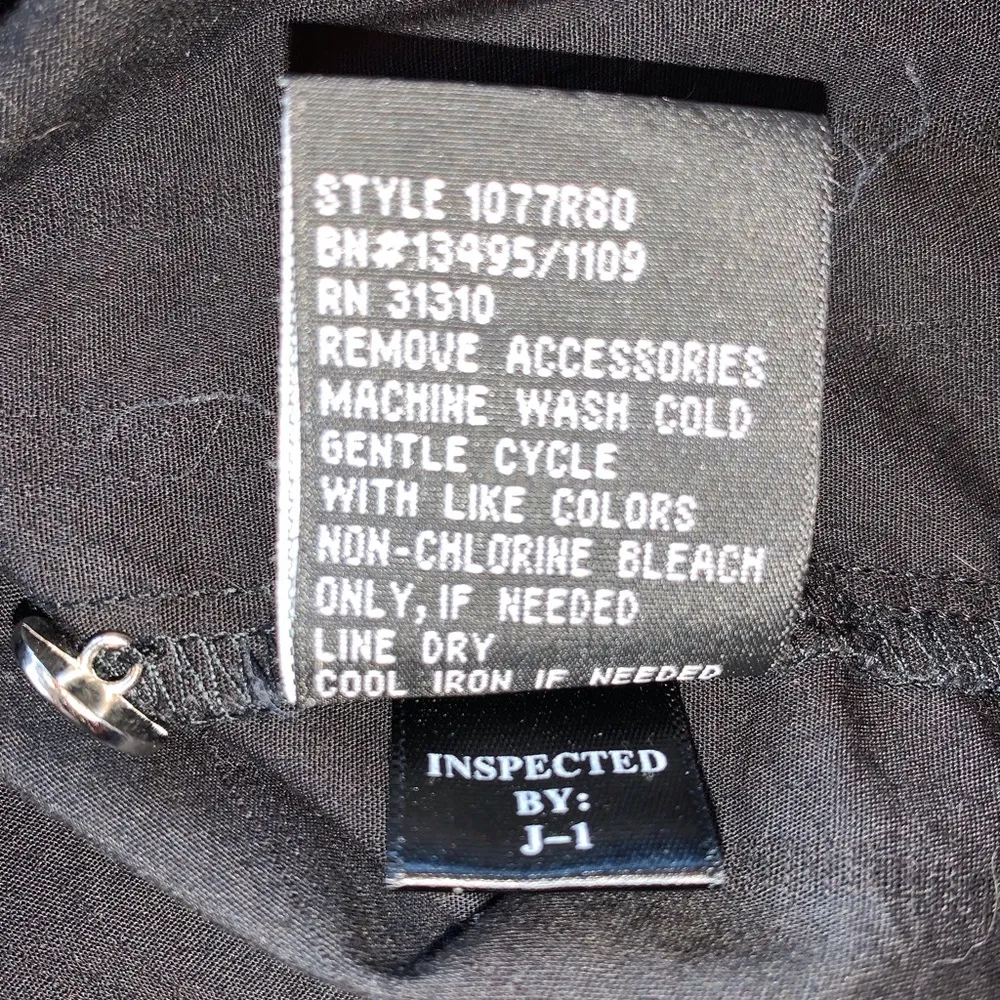 STYLE 1077R80
BN#13495/1109
RN 31310
REMOVE ACCESSORIES
MACHINE WASH COLD
GENTLE CYCLE
WITH LIKE COLORS
NON-CHLORINE BLEACH
ONLY, IF NEEDED
LINE DRY
COOL IRON IF NEEDED
INSPECTED
BY:
J-1